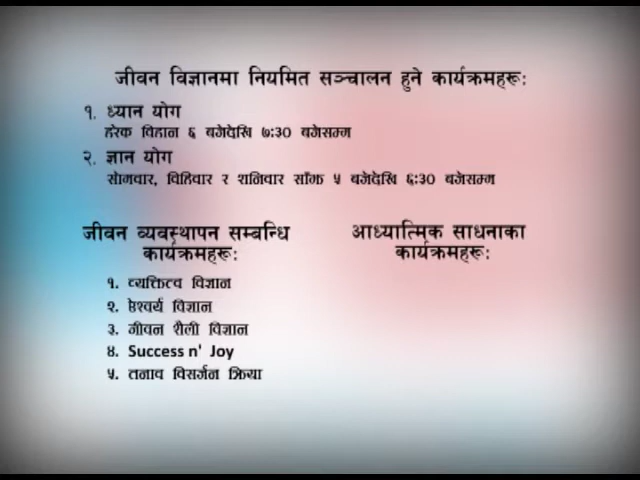 जीवन विज्ञानमा नियमित सञ्चालन हुने कार्यक्रमहरू:
१. ध्यान योग
हरेक विहान ६ बजेदेखि ७:३० बजेसम्म
२. ज्ञान योग
सोमवार, विहिवार र शनिवार साँझ ५ बजेदेखि ६:३० बजेसम्म
जीवन व्यवस्थापन सम्बन्धि
कार्यक्रमहरू:
१. व्यक्तित्व विज्ञान
२. ऐश्वर्य विज्ञान
३. जीवन शैली विज्ञान
४. Success n' Joy
५. तनाव विसर्जन क्रिया
आध्यात्मिक साधनाका
कार्यक्रमहरू: